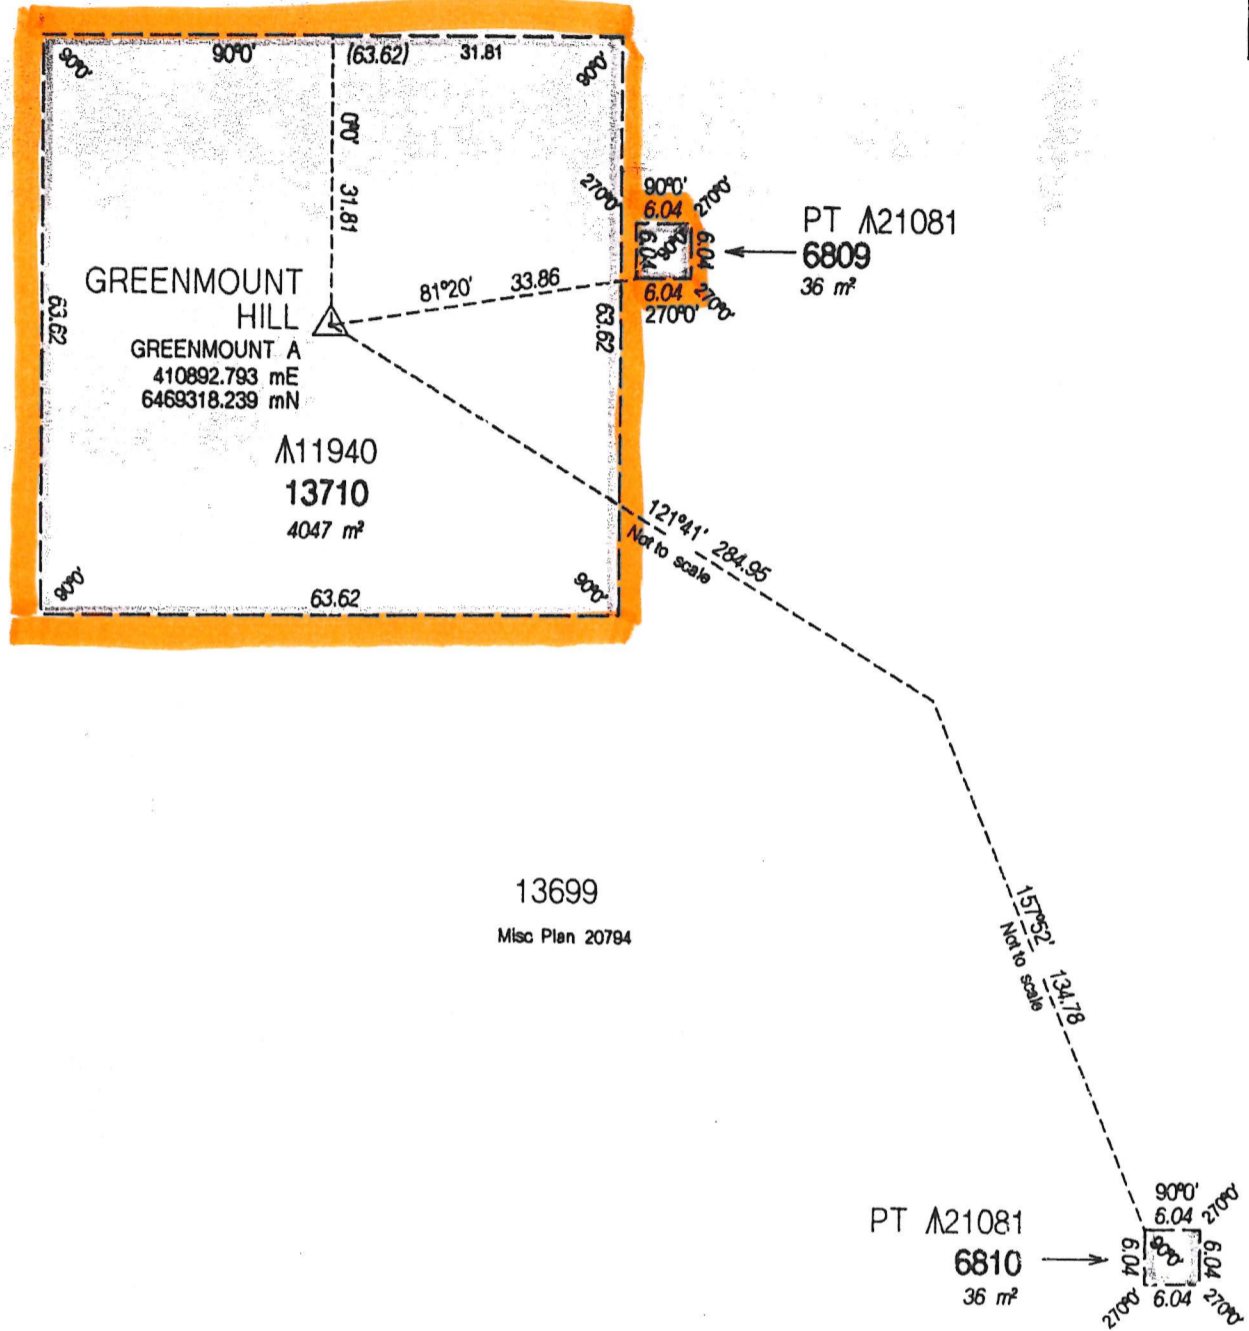 90°0'
90°0'
(63.62)
31.81
90°0'
0°0'
31.81
270°0'
90°0'
270°0'
6.04
6.04
90°0'
6.04
6.04
270°0'
270°0'
PT Λ21081
6809
36 m²
GREENMOUNT
HILL
GREENMOUNT A
410892.793 mE
6469318.239 mN
81°20' 33.86
63.62
63.62
Λ11940
13710
4047 m²
90°0'
63.62
90°0'
121°41' 284.95
Not to scale
13699
Misc Plan 20794
157°52' 134.78
Not to scale
PT Λ21081
6810
36 m²
90°0'
270°0'
6.04
6.04
90°0'
6.04
270°0'
6.04
270°0'